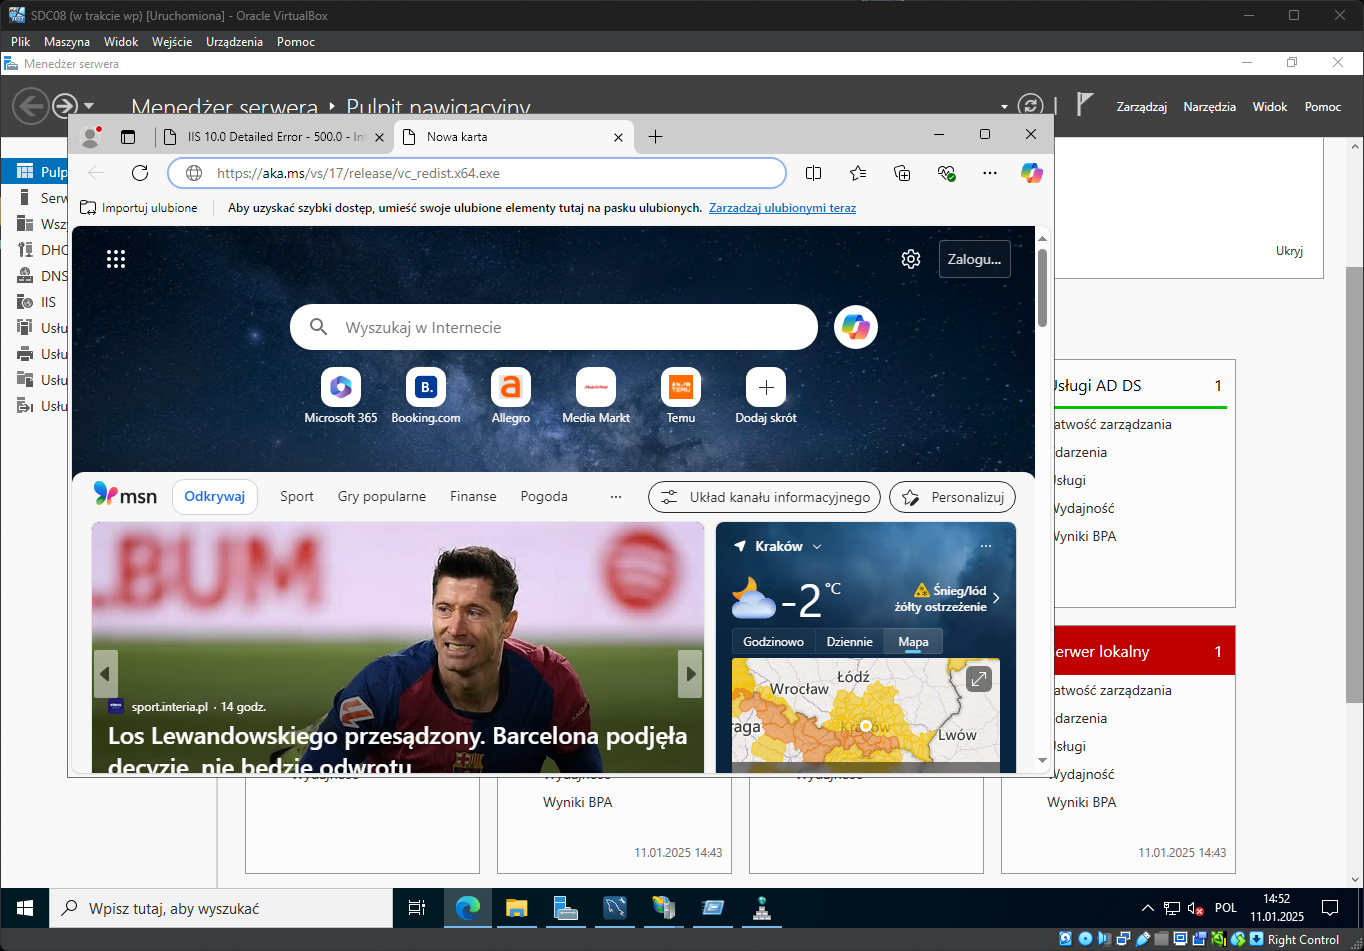 SDC08 (w trakcie wp) [Uruchomiona] - Oracle VirtualBox
Plik Maszyna Widok Wejście Urządzenia Pomoc
Menedżer serwera
Menedżer serwera Pulpit nawigacyjny
Zarządzaj Narzędzia Widok Pomoc
IIS 10.0 Detailed Error - 500.0 - In
Nowa karta
https://aka.ms/vs/17/release/vc_redist.x64.exe
Importuj ulubione
Aby uzyskać szybki dostęp, umieść swoje ulubione elementy tutaj na pasku ulubionych. Zarządzaj ulubionymi teraz
Pulp
Serw
Wsz
DHC
DNS
IIS
Usłu
Usłu
Usłu
Usłu
Zalogu...
Ukryj
Wyszukaj w Internecie
Microsoft 365
Booking.com
Allegro
Media Markt
Temu
Dodaj skrót
msn Odkrywaj Sport Gry popularne Finanse Pogoda ... Układ kanału informacyjnego Personalizuj
LBUM
sport.interia.pl · 14 godz.
Los Lewandowskiego przesądzony. Barcelona podjęła
decyzję, nie będzie odwrotu
Kraków
-2 °C
Śnieg/lód
żółty ostrzeżenie
Godzinowo Dziennie Mapa
Łódź
Wrocław
Kraków
raga
Lwów
sługi AD DS 1
atwość zarządzania
darzenia
sługi
Wydajność
Wyniki BPA
erwer lokalny 1
atwość zarządzania
darzenia
sługi
Wydajność
Wyniki BPA
11.01.2025 14:43
Wydajność
Wydajność
Wyniki BPA
11.01.2025 14:43
Wydajność
Wpisz tutaj, aby wyszukać
POL
14:52
11.01.2025
Right Control